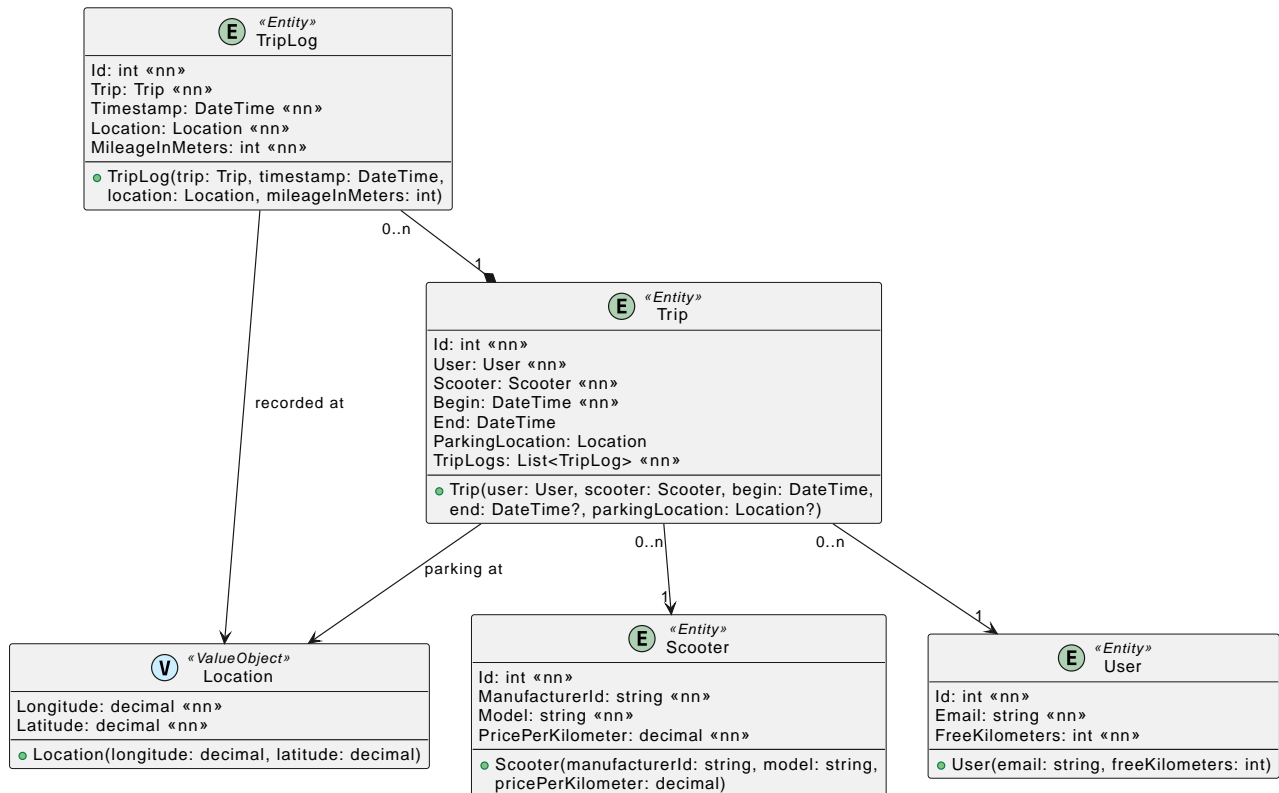 E
«Entity»
TripLog
Id: int «nn»
Trip: Trip «nn»
Timestamp: DateTime «nn»
Location: Location «nn»
MileageInMeters: int «nn»
TripLog(trip: Trip, timestamp: DateTime,
location: Location, mileageInMeters: int)
0..n
1
E
«Entity»
Trip
Id: int «nn»
User: User «nn»
Scooter: Scooter «nn»
Begin: DateTime «nn»
End: DateTime
ParkingLocation: Location
TripLogs: List<TripLog> «nn»
Trip(user: User, scooter: Scooter, begin: DateTime,
end: DateTime?, parkingLocation: Location?)
recorded at
parking at
0..n
1
0..n
1
V
«ValueObject»
Location
Longitude: decimal «nn»
Latitude: decimal «nn»
Location(longitude: decimal, latitude: decimal)
E
«Entity»
Scooter
Id: int «nn»
ManufacturerId: string «nn»
Model: string «nn»
PricePerKilometer: decimal «nn»
Scooter(manufacturerId: string, model: string,
pricePerKilometer: decimal)
E
«Entity»
User
Id: int «nn»
Email: string «nn»
FreeKilometers: int «nn»
User(email: string, freeKilometers: int)